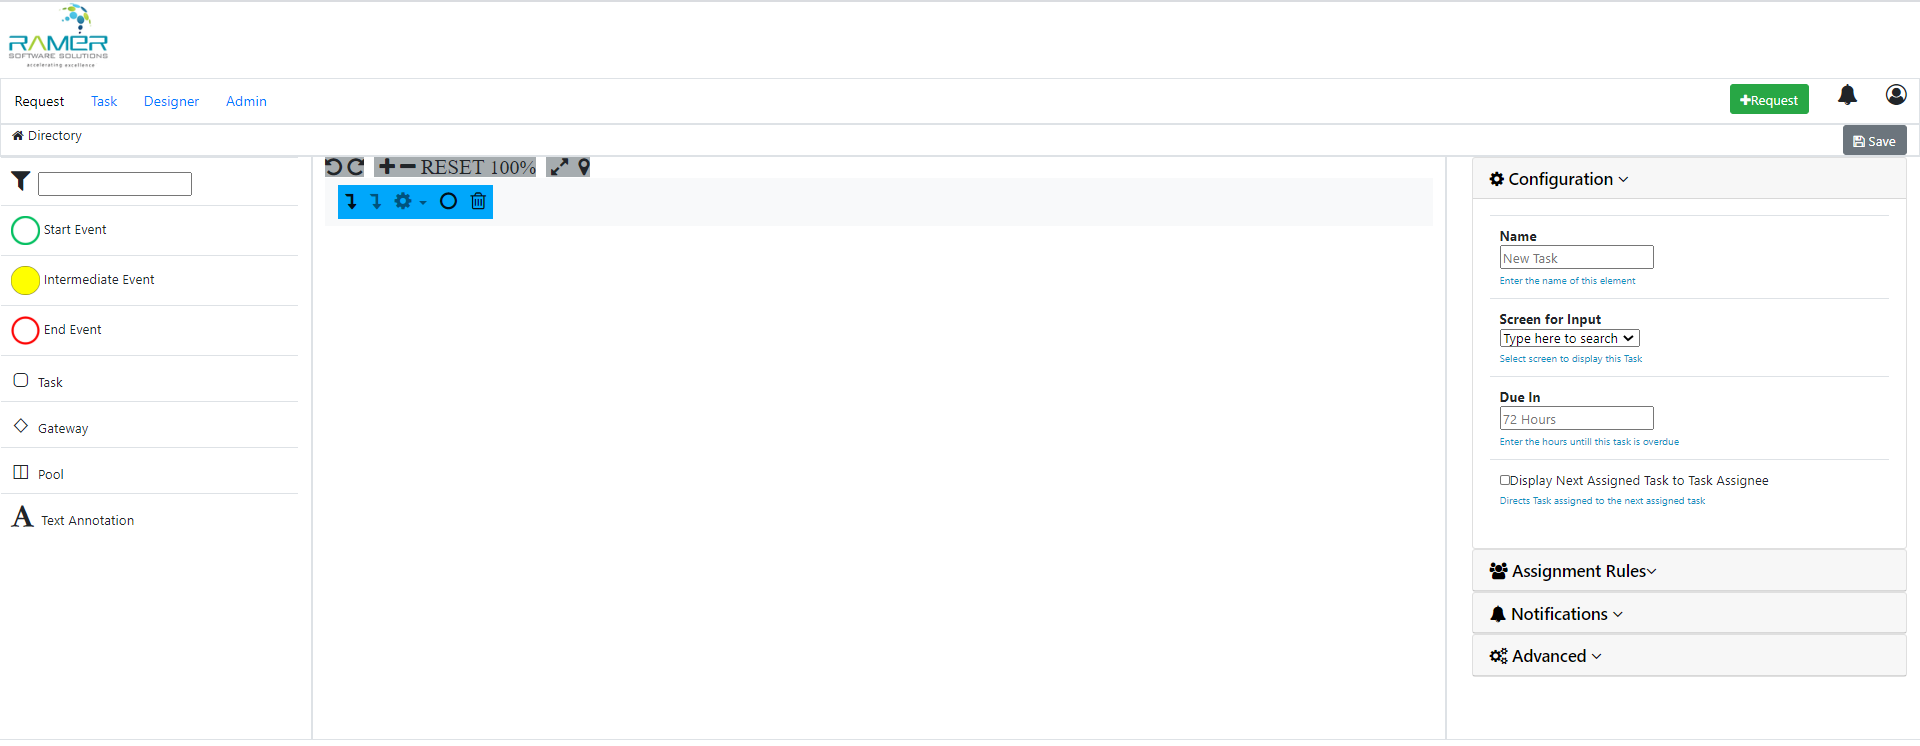 RAMER
SOFTWARE SOLUTIONS
accelerating excellence
Request Task Designer Admin
Request
Directory
Save
RESET 100%
Start Event
Intermediate Event
End Event
Task
Gateway
Pool
Text Annotation
Configuration
Name
New Task
Enter the name of this element
Screen for Input
Type here to search
Select screen to display this Task
Due In
72 Hours
Enter the hours untill this task is overdue
Display Next Assigned Task to Task Assignee
Directs Task assigned to the next assigned task
Assignment Rules
Notifications
Advanced